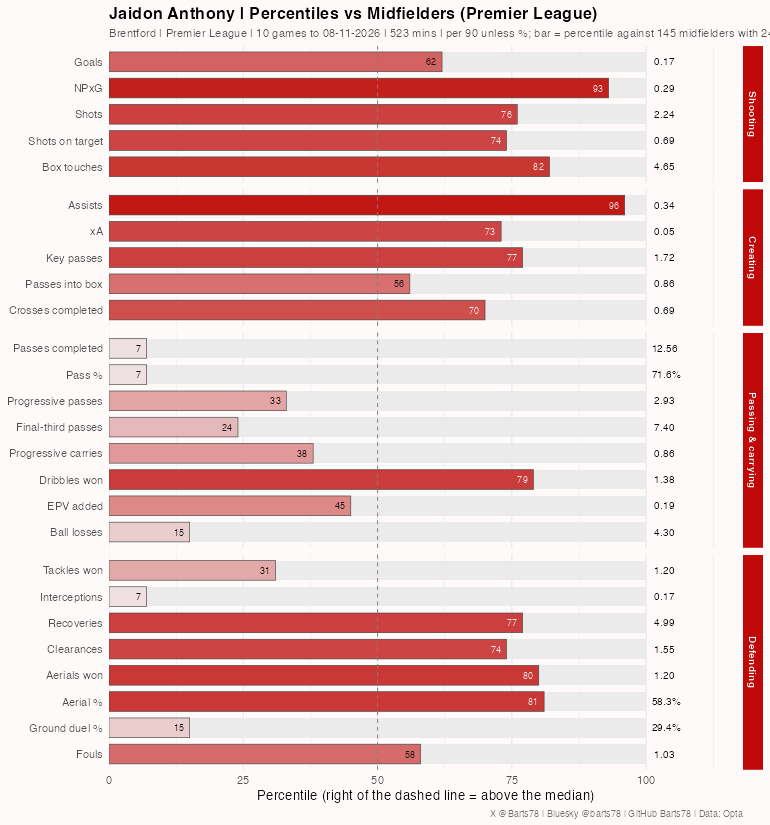 Jaidon Anthony | Percentiles vs Midfielders (Premier League)
Brentford | Premier League | 10 games to 08-11-2026 | 523 mins | per 90 unless %; bar = percentile against 145 midfielders with 24
Goals 62 0.17
NPxG 93 0.29
Shots 76 2.24
Shots on target 74 0.69
Box touches 82 4.65
Shooting
Assists 96 0.34
xA 73 0.05
Key passes 77 1.72
Passes into box 56 0.86
Crosses completed 70 0.69
Creating
Passes completed 7 12.56
Pass % 7 71.6%
Progressive passes 33 2.93
Final-third passes 24 7.40
Progressive carries 38 0.86
Dribbles won 79 1.38
EPV added 45 0.19
Ball losses 15 4.30
Passing & carrying
Tackles won 31 1.20
Interceptions 7 0.17
Recoveries 77 4.99
Clearances 74 1.55
Aerials won 80 1.20
Aerial % 81 58.3%
Ground duel % 15 29.4%
Fouls 58 1.03
Defending
0 25 50 75 100
Percentile (right of the dashed line = above the median)
X @Barts78 | Bluesky @barts78 | GitHub Barts78 | Data: Opta